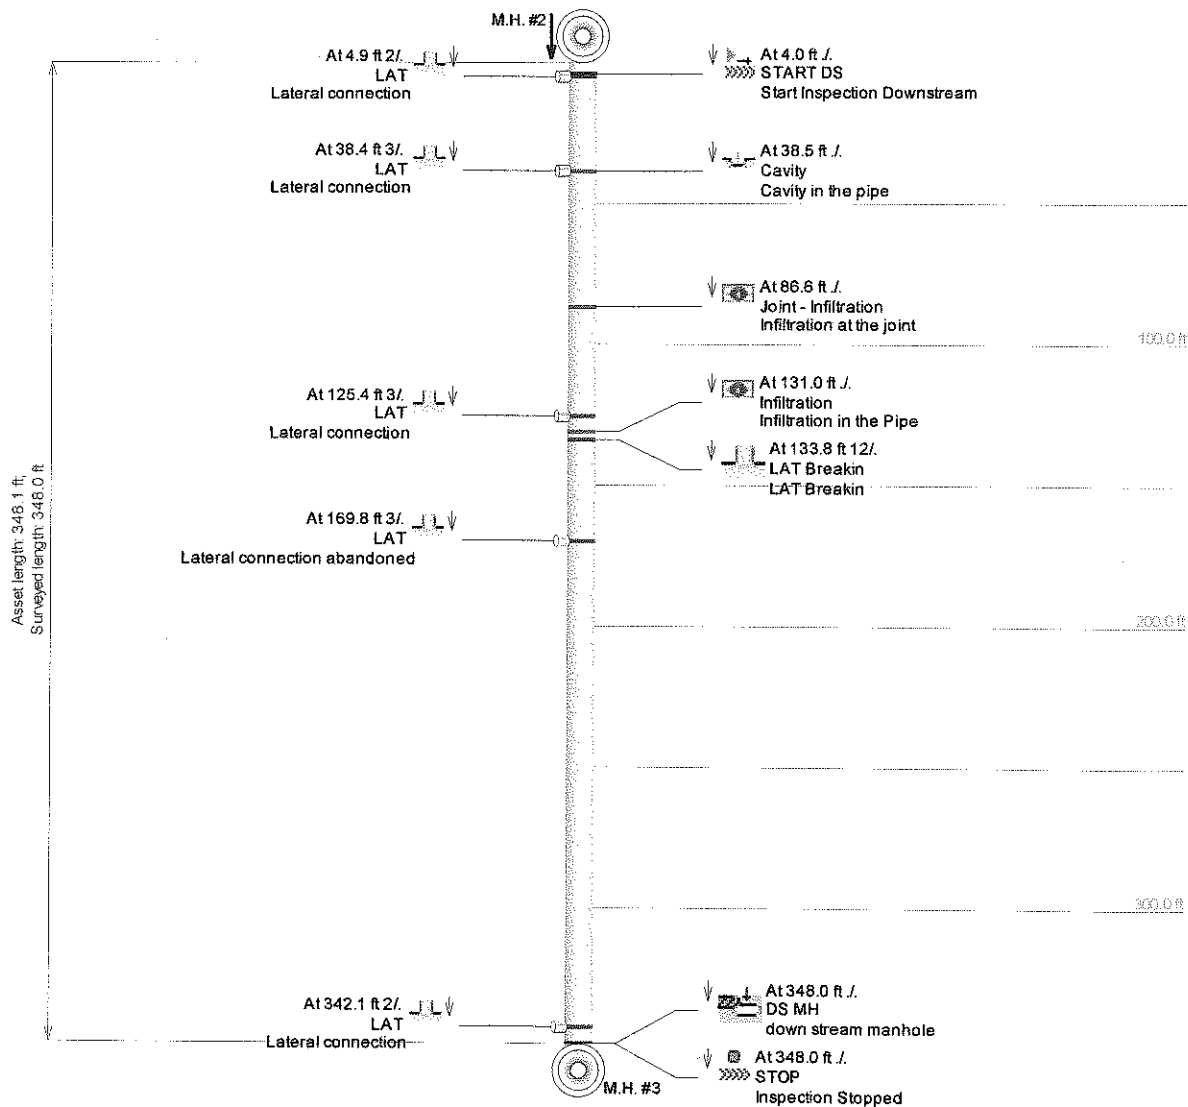 M.H. #2
At 4.9 ft 2/.
LAT
Lateral connection
At 4.0 ft ./.
START DS
Start Inspection Downstream
At 38.4 ft 3/.
LAT
Lateral connection
At 38.5 ft ./.
Cavity
Cavity in the pipe
At 86.6 ft ./.
Joint - Infiltration
Infiltration at the joint
100.0 ft
At 125.4 ft 3/.
LAT
Lateral connection
At 131.0 ft ./.
Infiltration
Infiltration in the Pipe
At 133.8 ft 12/.
LAT Breakin
LAT Breakin
Asset length: 348.1 ft;
Surveyed length: 348.0 ft
At 169.8 ft 3/.
LAT
Lateral connection abandoned
200.0 ft
300.0 ft
At 342.1 ft 2/.
LAT
Lateral connection
At 348.0 ft ./.
DS MH
down stream manhole
At 348.0 ft ./.
STOP
Inspection Stopped
M.H. #3